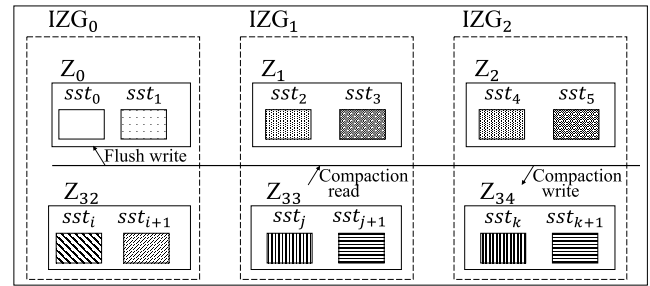 IZG₀ IZG₁ IZG₂
Z₀ Z₁ Z₂
sst₀ sst₁ sst₂ sst₃ sst₄ sst₅
Flush write
Compaction read
Compaction write
Z₃₂ Z₃₃ Z₃₄
sstᵢ sstᵢ₊₁ sstⱼ sstⱼ₊₁ sstₖ sstₖ₊₁